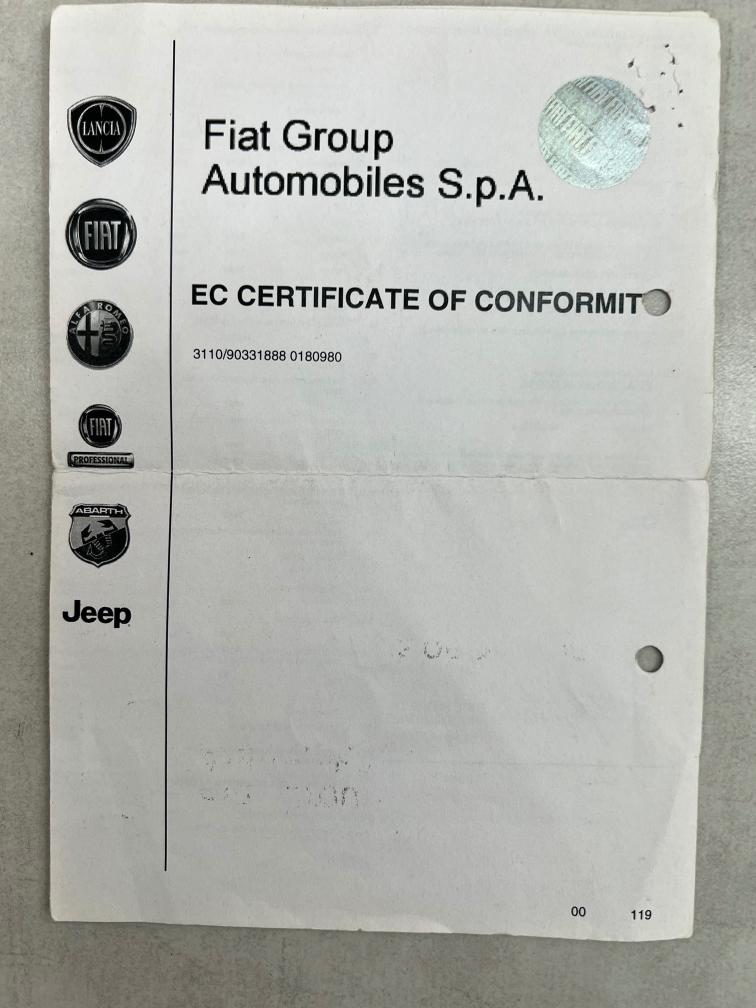 LANCIA
FIAT
ALFA ROMEO
FIAT
PROFESSIONAL
ABARTH
Jeep
Fiat Group
Automobiles S.p.A.
EC CERTIFICATE OF CONFORMIT
3110/90331888 0180980
00 119